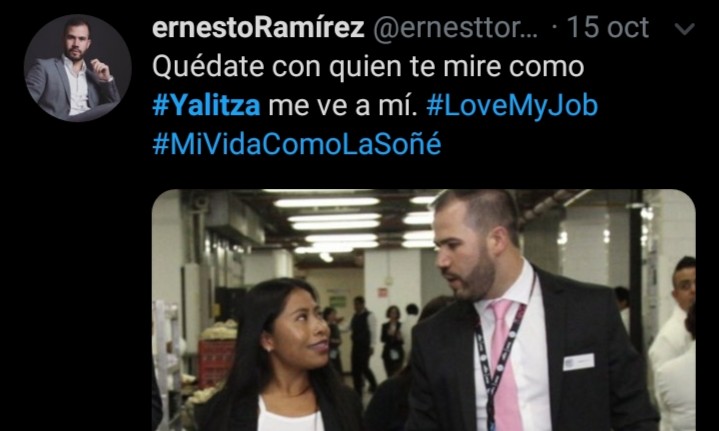 ernestoRamírez @ernesttor... · 15 oct
Quédate con quien te mire como
#Yalitza me ve a mí. #LoveMyJob
#MiVidaComoLaSoñé